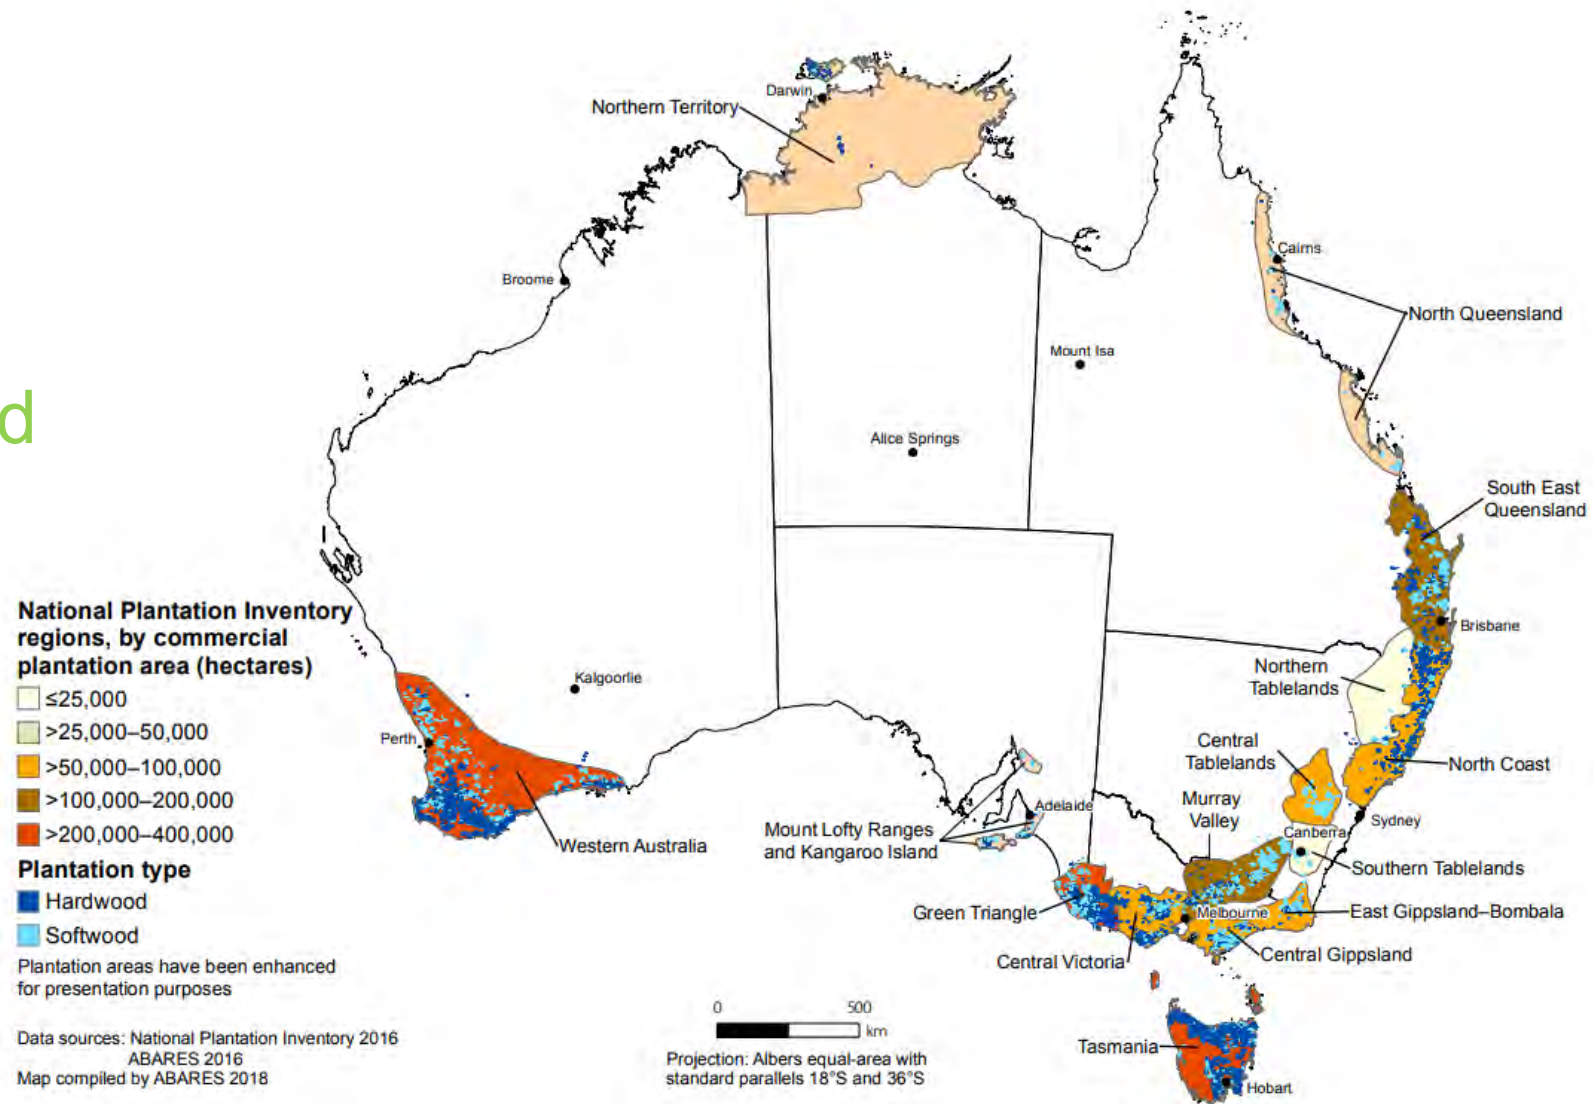 Darwin
Northern Territory
Cairns
Broome
North Queensland
Mount Isa
d
Alice Springs
South East
Queensland
National Plantation Inventory
regions, by commercial
plantation area (hectares)
≤25,000
>25,000–50,000
>50,000–100,000
>100,000–200,000
>200,000–400,000
Plantation type
Hardwood
Softwood
Plantation areas have been enhanced
for presentation purposes
Data sources: National Plantation Inventory 2016
ABARES 2016
Map compiled by ABARES 2018
Brisbane
Northern
Tablelands
Kalgoorlie
Perth
Central
Tablelands
North Coast
Murray
Valley
Adelaide
Sydney
Mount Lofty Ranges
and Kangaroo Island
Canberra
Western Australia
Southern Tablelands
Green Triangle
Melbourne
East Gippsland–Bombala
Central Victoria
Central Gippsland
0 500
km
Projection: Albers equal-area with
standard parallels 18°S and 36°S
Tasmania
Hobart